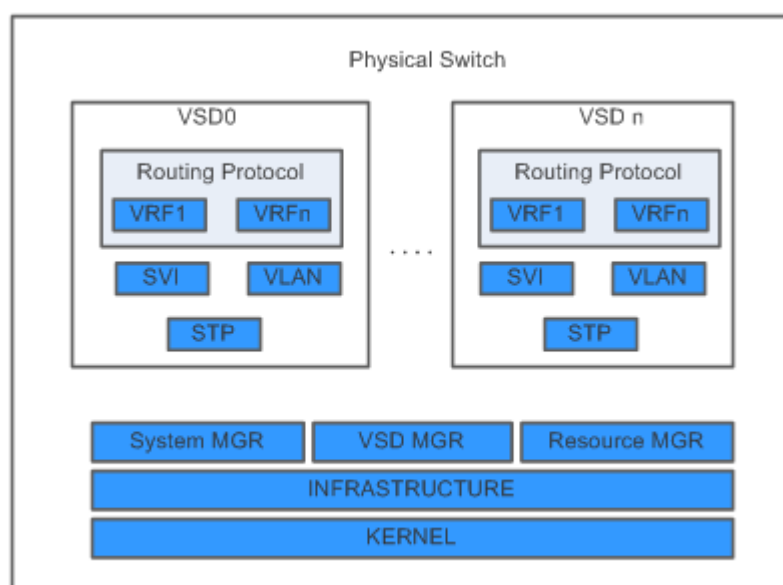 Physical Switch
VSD0
Routing Protocol
VRF1 VRFn
SVI VLAN
STP
....
VSD n
Routing Protocol
VRF1 VRFn
SVI VLAN
STP
System MGR VSD MGR Resource MGR
INFRASTRUCTURE
KERNEL